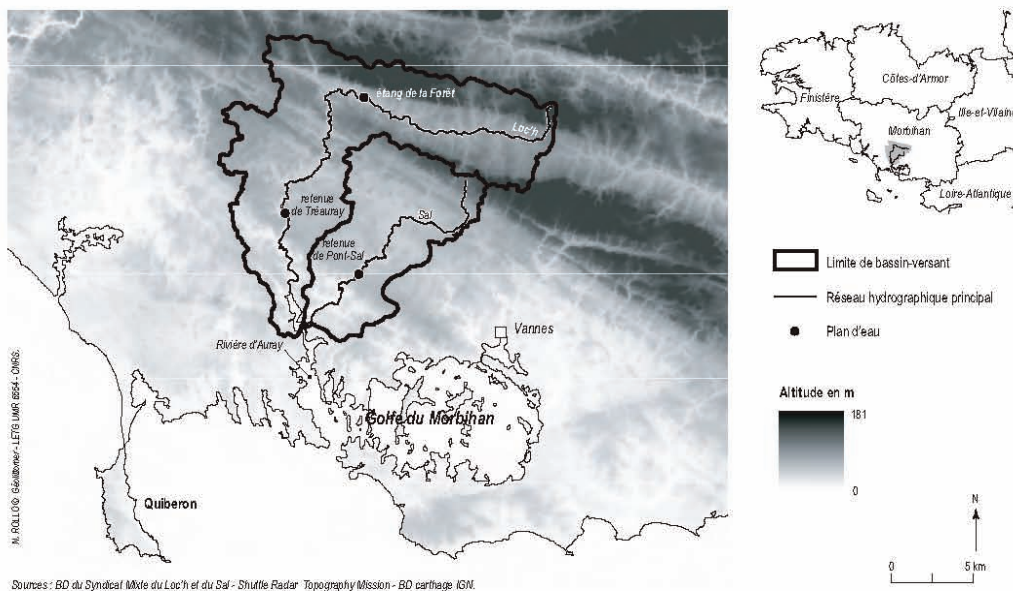 étang de la Forêt
Loc'h
retenue
de Tréauray
Sal
retenue
de Pont-Sal
Vannes
Rivière d'Auray
Golfe du Morbihan
Quiberon
N. ROLLO © Géolittomer - LETG UMR 6554 - CNRS.
Sources : BD du Syndicat Mixte du Loc'h et du Sal - Shuttle Radar Topography Mission - BD carthage IGN.
Côtes-d'Armor
Finistère
Ille-et-Vilaine
Morbihan
Loire-Atlantique
Limite de bassin-versant
Réseau hydrographique principal
Plan d'eau
Altitude en m
181
0
N
0 5 km